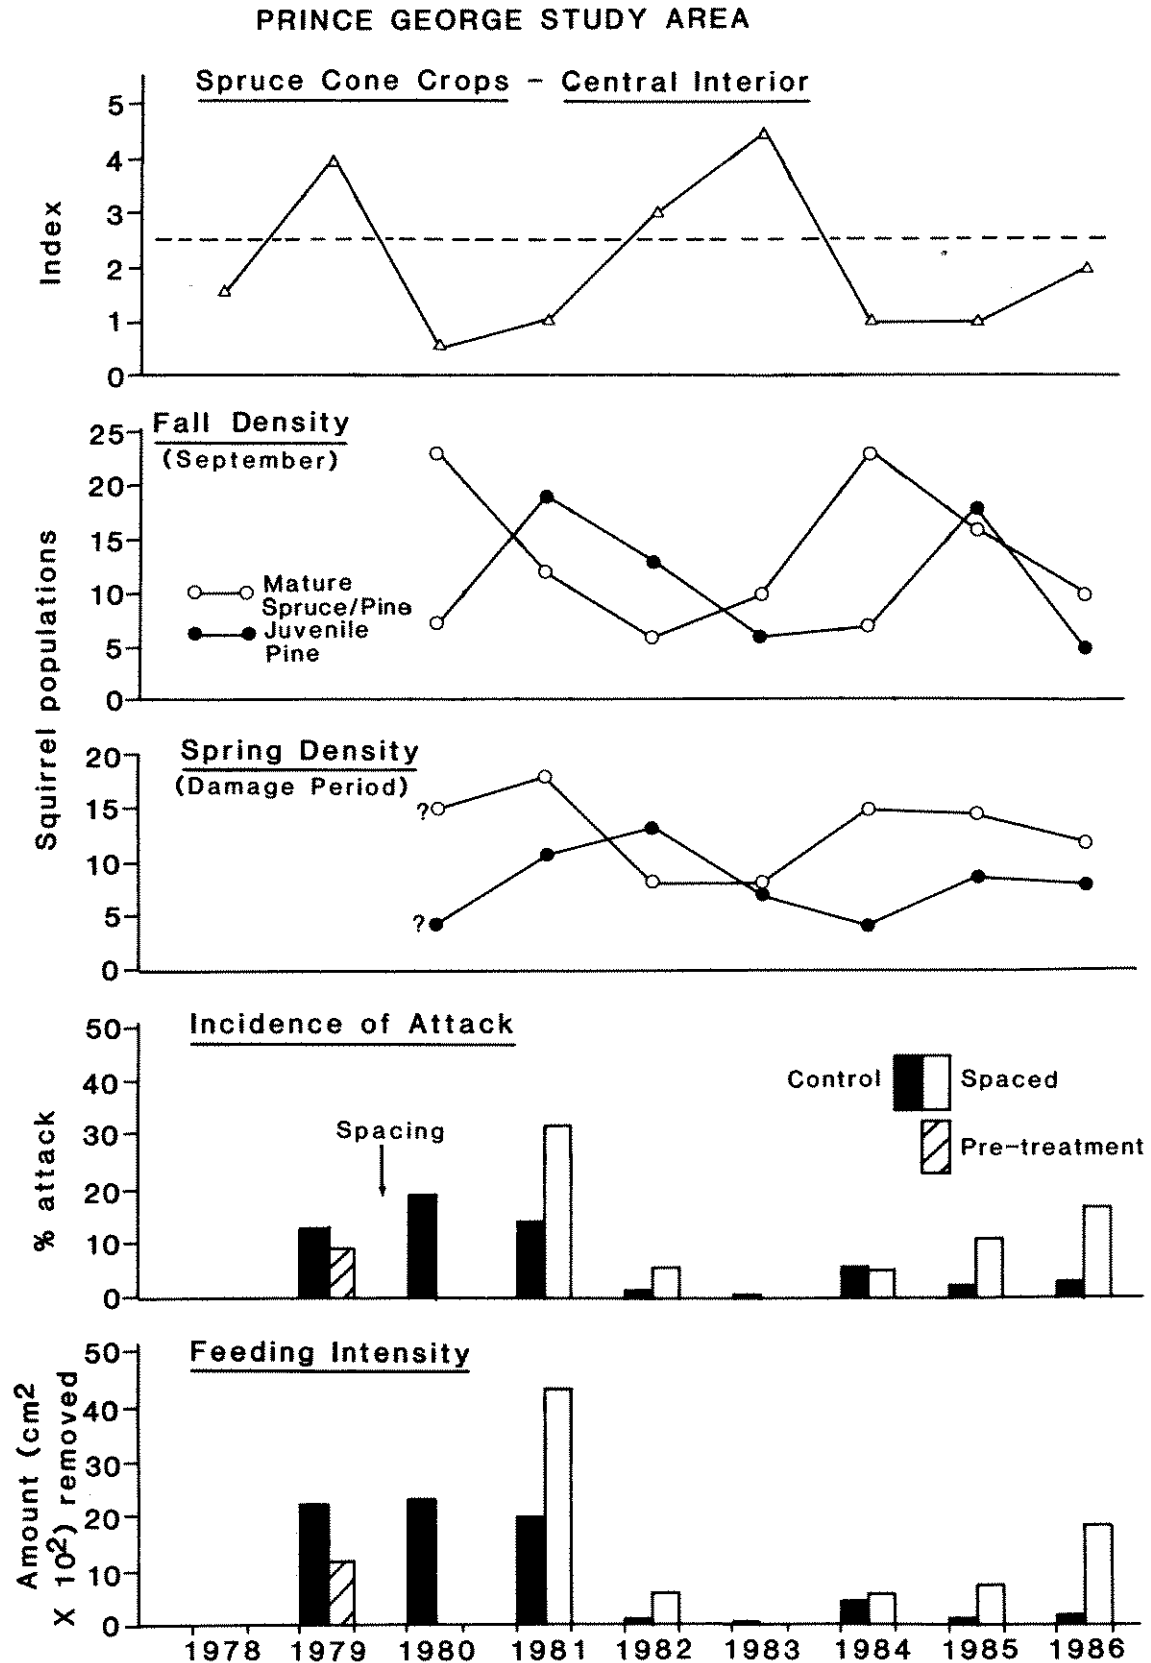 PRINCE GEORGE STUDY AREA
Spruce Cone Crops - Central Interior
5
4
3
2
1
0
Index
Fall Density
(September)
25
20
15
10
5
0
Mature
Spruce/Pine
Juvenile
Pine
Squirrel populations
Spring Density
(Damage Period)
20
15
10
5
0
?
?
Incidence of Attack
50
40
30
20
10
0
% attack
Spacing
Control
Spaced
Pre-treatment
Feeding Intensity
50
40
30
20
10
0
Amount (cm2
X 102) removed
1978 1979 1980 1981 1982 1983 1984 1985 1986